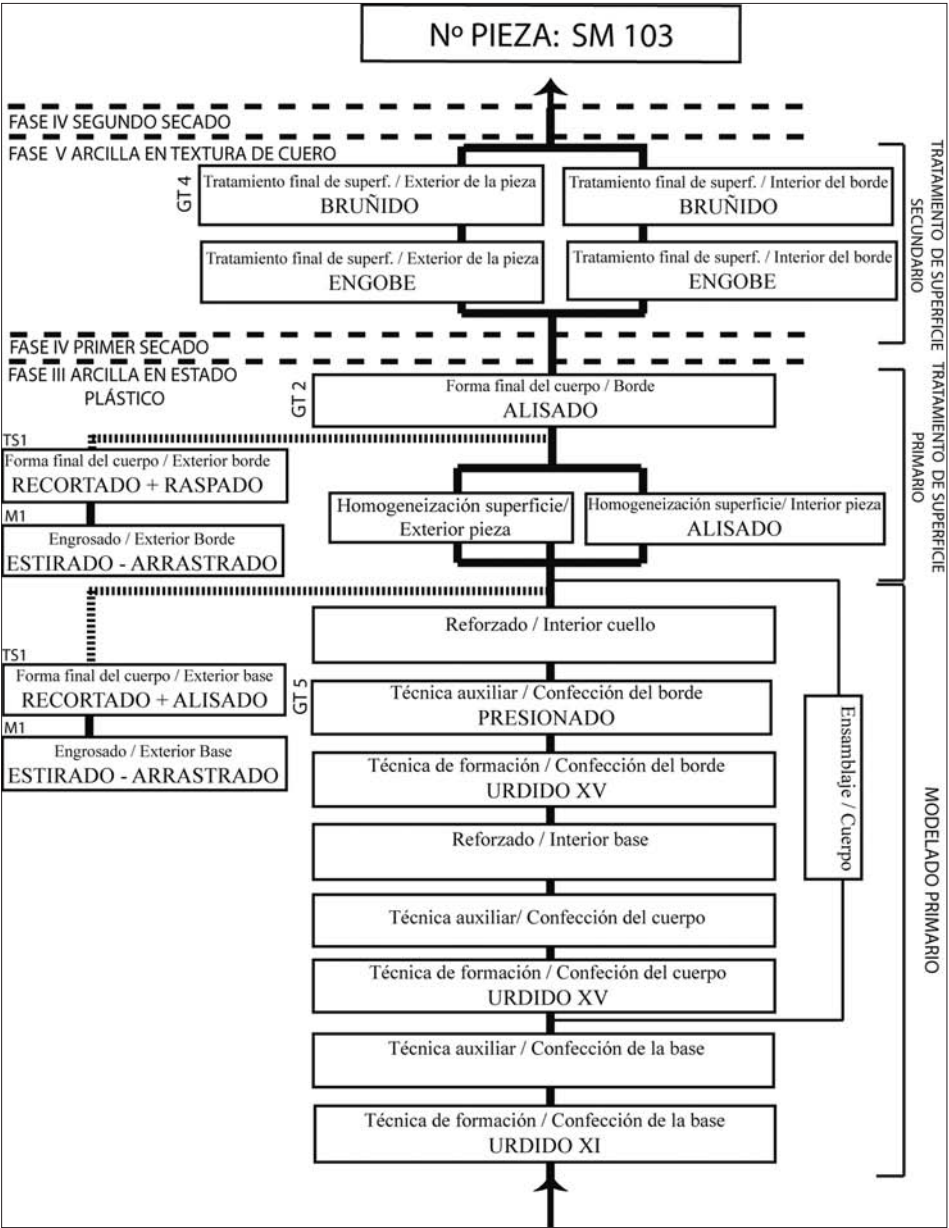 Nº PIEZA: SM 103
FASE IV SEGUNDO SECADO
FASE V ARCILLA EN TEXTURA DE CUERO
GT 4
Tratamiento final de superf. / Exterior de la pieza
BRUÑIDO
Tratamiento final de superf. / Interior del borde
BRUÑIDO
Tratamiento final de superf. / Exterior de la pieza
ENGOBE
Tratamiento final de superf. / Interior del borde
ENGOBE
TRATAMIENTO DE SUPERFICIE
SECUNDARIO
FASE IV PRIMER SECADO
FASE III ARCILLA EN ESTADO
PLÁSTICO
GT 2
Forma final del cuerpo / Borde
ALISADO
TRATAMIENTO DE SUPERFICIE
PRIMARIO
TS1
Forma final del cuerpo / Exterior borde
RECORTADO + RASPADO
M1
Engrosado / Exterior Borde
ESTIRADO - ARRASTRADO
Homogeneización superficie/
Exterior pieza
Homogeneización superficie/ Interior pieza
ALISADO
Reforzado / Interior cuello
TS1
Forma final del cuerpo / Exterior base
RECORTADO + ALISADO
M1
Engrosado / Exterior Base
ESTIRADO - ARRASTRADO
GT 5
Técnica auxiliar / Confección del borde
PRESIONADO
Técnica de formación / Confección del borde
URDIDO XV
Reforzado / Interior base
Técnica auxiliar/ Confección del cuerpo
Técnica de formación / Confeción del cuerpo
URDIDO XV
Técnica auxiliar / Confección de la base
Técnica de formación / Confección de la base
URDIDO XI
Ensamblaje / Cuerpo
MODELADO PRIMARIO